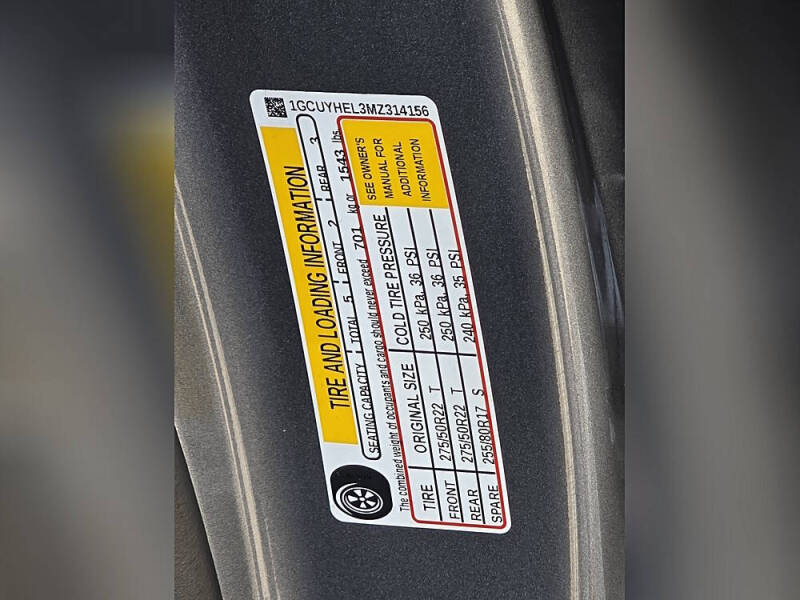 1GCUYHEL3MZ314156
TIRE AND LOADING INFORMATION
SEATING CAPACITY TOTAL 5 FRONT 2 REAR 3
The combined weight of occupants and cargo should never exceed 701 kg or 1543 lbs
TIRE ORIGINAL SIZE COLD TIRE PRESSURE
FRONT 275/50R22 T 250 kPa, 36 PSI
REAR 275/50R22 T 250 kPa, 36 PSI
SPARE 255/80R17 S 240 kPa, 35 PSI
SEE OWNER'S
MANUAL FOR
ADDITIONAL
INFORMATION